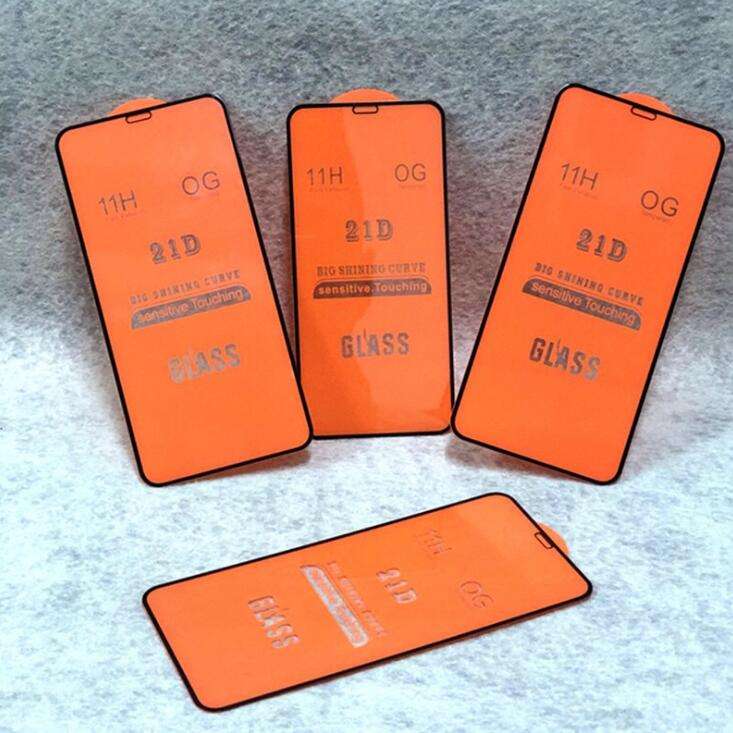 11H
OG
21D
BIG SHINING CURVE
sensitive.Touching
GLASS
11H
OG
21D
BIG SHINING CURVE
sensitive.Touching
GLASS
11H
OG
21D
BIG SHINING CURVE
sensitive.Touching
GLASS
11H
OG
21D
GLASS